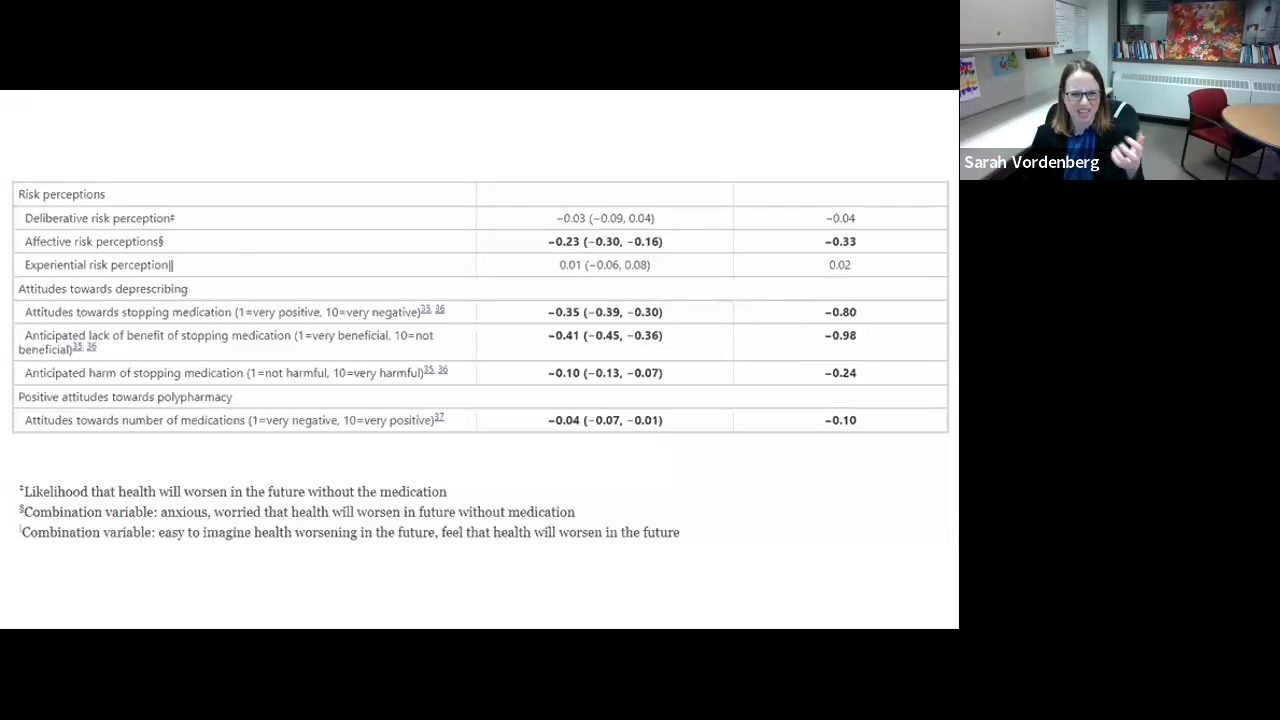 Risk perceptions
Deliberative risk perception‡ −0.03 (−0.09, 0.04) −0.04
Affective risk perceptions§ −0.23 (−0.30, −0.16) −0.33
Experiential risk perception|| 0.01 (−0.06, 0.08) 0.02
Attitudes towards deprescribing
Attitudes towards stopping medication (1=very positive, 10=very negative)35, 36 −0.35 (−0.39, −0.30) −0.80
Anticipated lack of benefit of stopping medication (1=very beneficial, 10=not
beneficial)35, 36 −0.41 (−0.45, −0.36) −0.98
Anticipated harm of stopping medication (1=not harmful, 10=very harmful)35, 36 −0.10 (−0.13, −0.07) −0.24
Positive attitudes towards polypharmacy
Attitudes towards number of medications (1=very negative, 10=very positive)37 −0.04 (−0.07, −0.01) −0.10
‡Likelihood that health will worsen in the future without the medication
§Combination variable: anxious, worried that health will worsen in future without medication
|Combination variable: easy to imagine health worsening in the future, feel that health will worsen in the future
Sarah Vordenberg